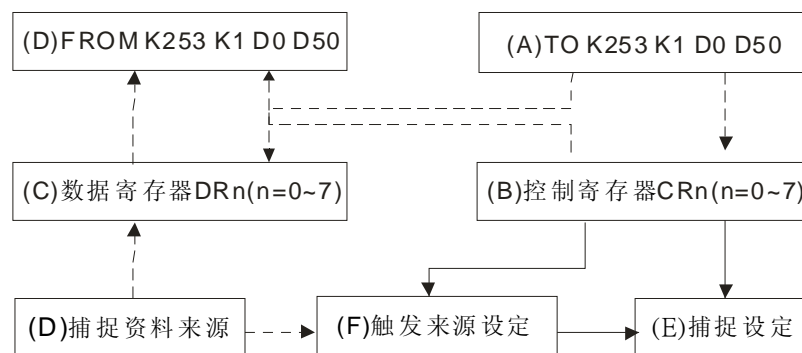 (D)FROM K253 K1 D0 D50
(A)TO K253 K1 D0 D50
(C)数据寄存器DRn(n=0~7)
(B)控制寄存器CRn(n=0~7)
(D)捕捉资料来源
(F)触发来源设定
(E)捕捉设定